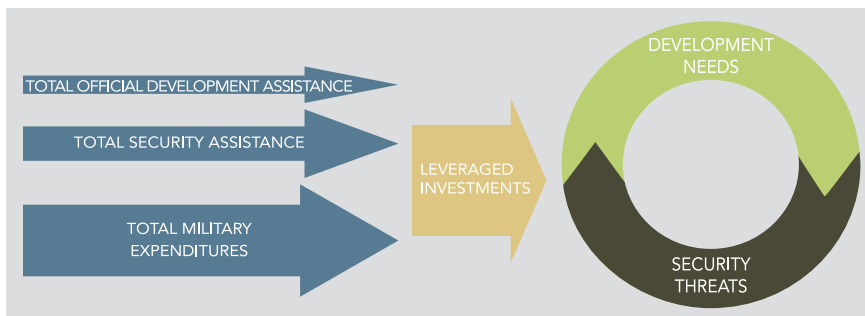 TOTAL OFFICIAL DEVELOPMENT ASSISTANCE
TOTAL SECURITY ASSISTANCE
TOTAL MILITARY
EXPENDITURES
LEVERAGED
INVESTMENTS
DEVELOPMENT
NEEDS
SECURITY
THREATS